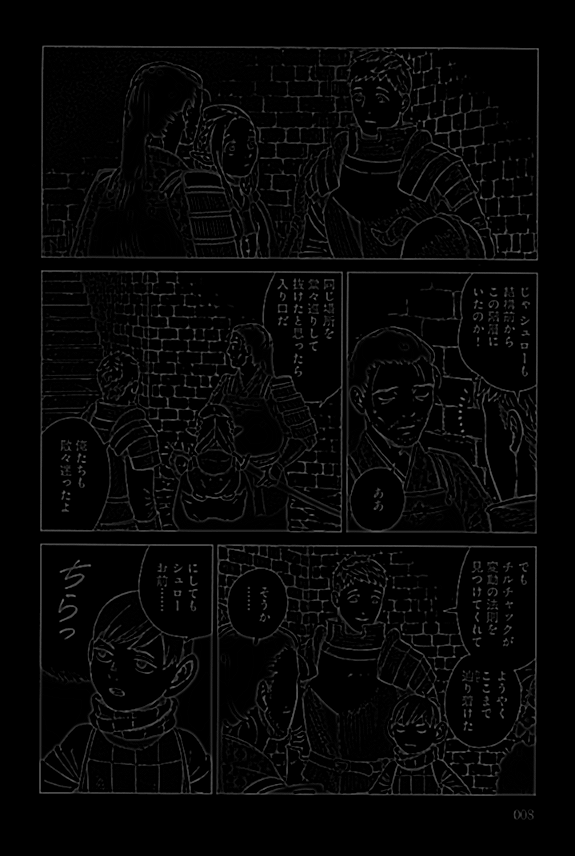 じゃシュローも
結構前から
この階層に
いたのか！
……
ああ
同じ場所を
堂々巡りして
抜けたと思ったら
入り口だ
俺たちも
散々迷ったよ
でも
チルチャックが
変動の法則を
見つけてくれて
ようやく
ここまで
辿り着けた
そうか
……
にしても
シュロー
お前……
ちらっ
008